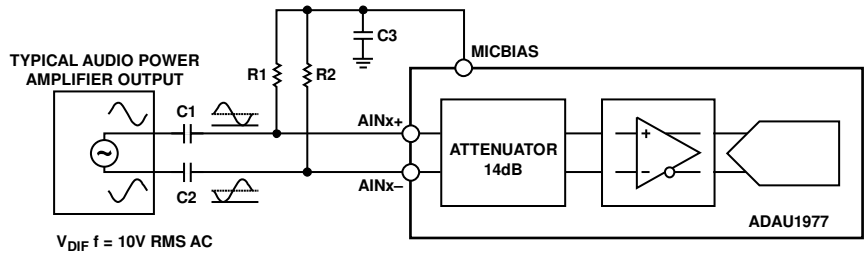 C3
MICBIAS
TYPICAL AUDIO POWER
AMPLIFIER OUTPUT
R1
R2
C1
AINx+
ATTENUATOR
14dB
+
–
~
AINx–
C2
ADAU1977
VDIF f = 10V RMS AC